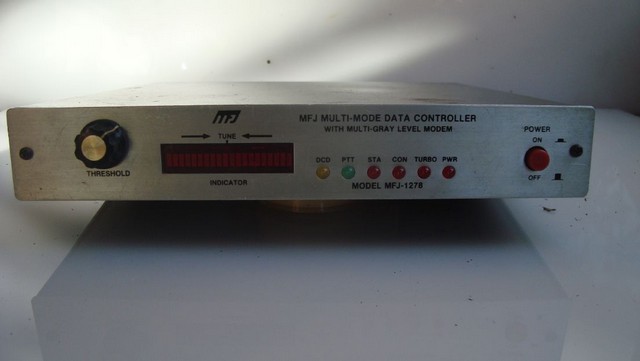 MFJ
MFJ MULTI-MODE DATA CONTROLLER
WITH MULTI-GRAY LEVEL MODEM
TUNE
THRESHOLD
INDICATOR
DCD PTT STA CON TURBO PWR
MODEL MFJ-1278
POWER
ON
OFF